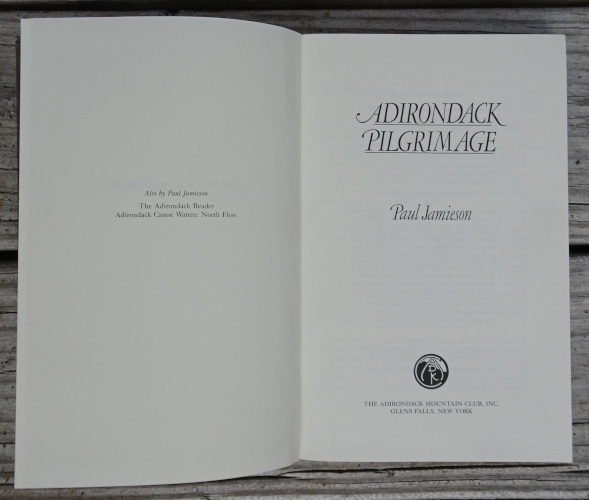 Also by Paul Jamieson
The Adirondack Reader
Adirondack Canoe Waters: North Flow
ADIRONDACK
PILGRIMAGE
Paul Jamieson
ADK
THE ADIRONDACK MOUNTAIN CLUB, INC.
GLENS FALLS, NEW YORK